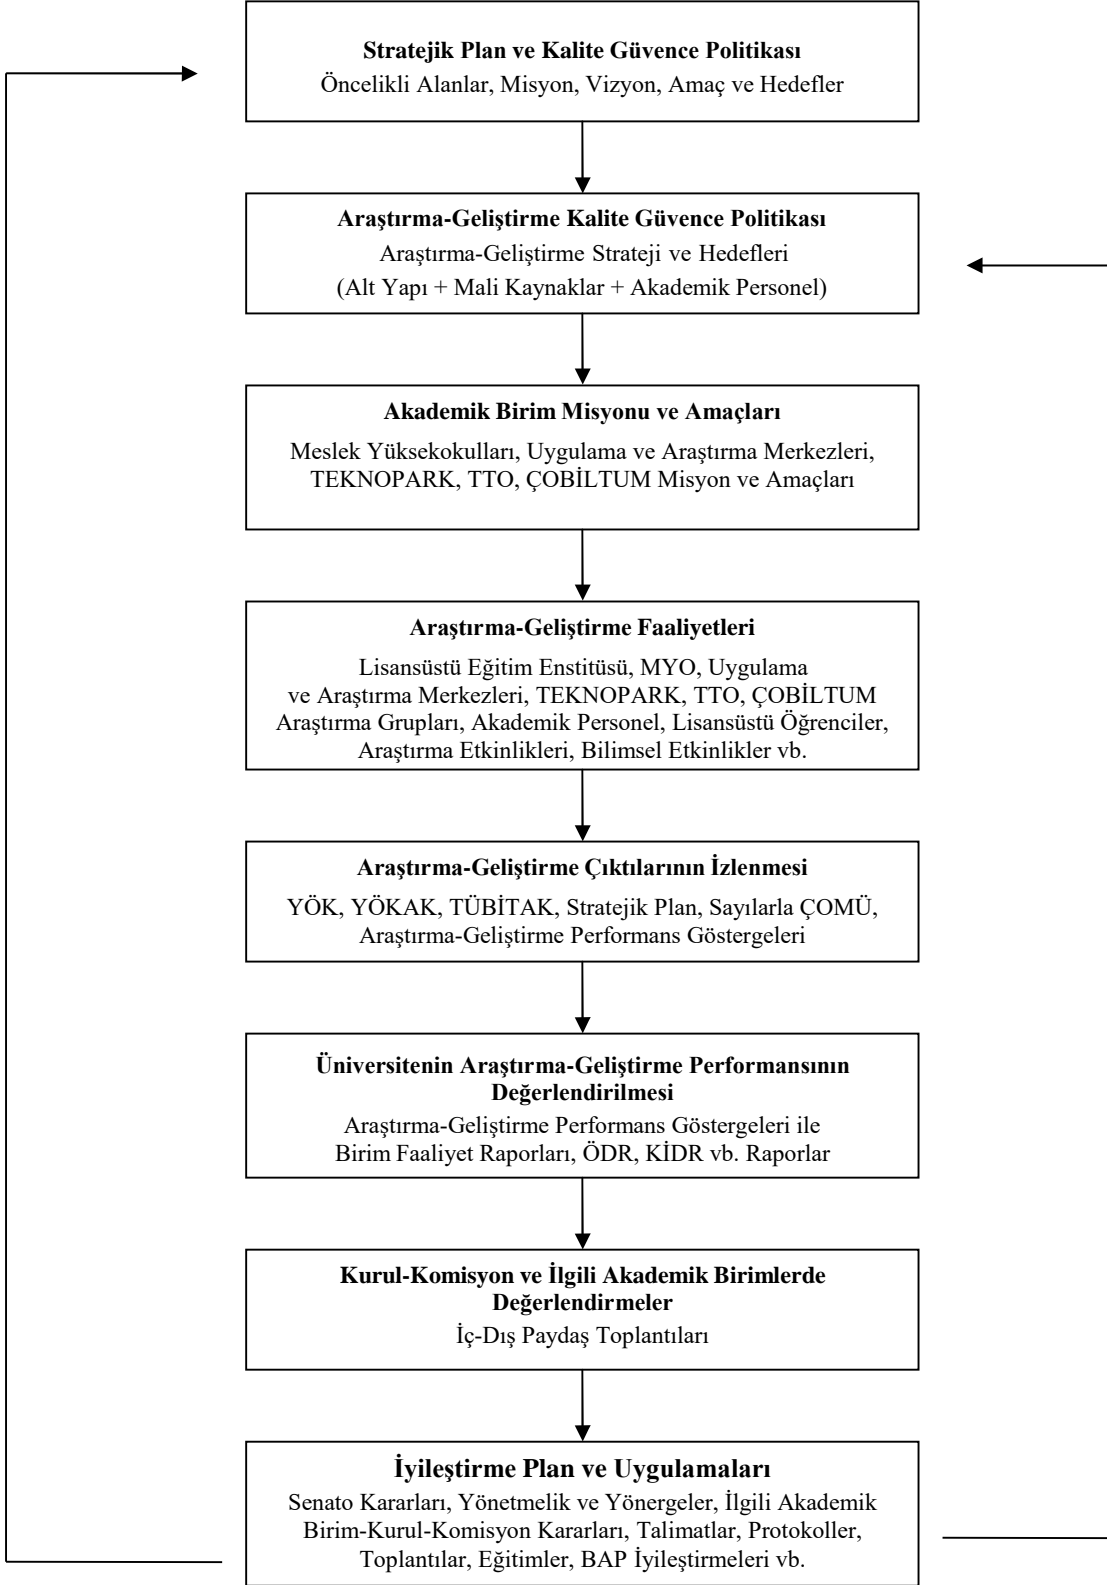 Stratejik Plan ve Kalite Güvence Politikası
Öncelikli Alanlar, Misyon, Vizyon, Amaç ve Hedefler
Araştırma-Geliştirme Kalite Güvence Politikası
Araştırma-Geliştirme Strateji ve Hedefleri
(Alt Yapı + Mali Kaynaklar + Akademik Personel)
Akademik Birim Misyonu ve Amaçları
Meslek Yüksekokulları, Uygulama ve Araştırma Merkezleri,
TEKNOPARK, TTO, ÇOBİLTUM Misyon ve Amaçları
Araştırma-Geliştirme Faaliyetleri
Lisansüstü Eğitim Enstitüsü, MYO, Uygulama
ve Araştırma Merkezleri, TEKNOPARK, TTO, ÇOBİLTUM
Araştırma Grupları, Akademik Personel, Lisansüstü Öğrenciler,
Araştırma Etkinlikleri, Bilimsel Etkinlikler vb.
Araştırma-Geliştirme Çıktılarının İzlenmesi
YÖK, YÖKAK, TÜBİTAK, Stratejik Plan, Sayılarla ÇOMÜ,
Araştırma-Geliştirme Performans Göstergeleri
Üniversitenin Araştırma-Geliştirme Performansının
Değerlendirilmesi
Araştırma-Geliştirme Performans Göstergeleri ile
Birim Faaliyet Raporları, ÖDR, KİDR vb. Raporlar
Kurul-Komisyon ve İlgili Akademik Birimlerde
Değerlendirmeler
İç-Dış Paydaş Toplantıları
İyileştirme Plan ve Uygulamaları
Senato Kararları, Yönetmelik ve Yönergeler, İlgili Akademik
Birim-Kurul-Komisyon Kararları, Talimatlar, Protokoller,
Toplantılar, Eğitimler, BAP İyileştirmeleri vb.